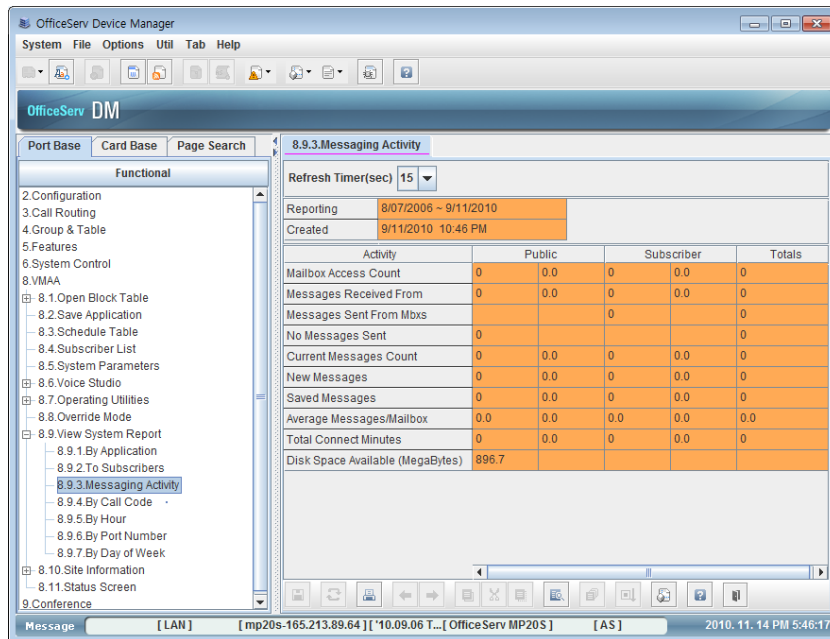 OfficeServ Device Manager
System File Options Util Tab Help
OfficeServ DM
Port Base Card Base Page Search
Functional
2.Configuration
3.Call Routing
4.Group & Table
5.Features
6.System Control
8.VMAA
8.1.Open Block Table
8.2.Save Application
8.3.Schedule Table
8.4.Subscriber List
8.5.System Parameters
8.6.Voice Studio
8.7.Operating Utilities
8.8.Override Mode
8.9.View System Report
8.9.1.By Application
8.9.2.To Subscribers
8.9.3.Messaging Activity
8.9.4.By Call Code
8.9.5.By Hour
8.9.6.By Port Number
8.9.7.By Day of Week
8.10.Site Information
8.11.Status Screen
9.Conference
8.9.3.Messaging Activity
Refresh Timer(sec) 15
Reporting 8/07/2006 ~ 9/11/2010
Created 9/11/2010 10:46 PM
Activity Public Subscriber Totals
Mailbox Access Count 0 0.0 0 0.0 0
Messages Received From 0 0.0 0 0.0 0
Messages Sent From Mbxs 0 0
No Messages Sent 0 0
Current Messages Count 0 0.0 0 0.0 0
New Messages 0 0.0 0 0.0 0
Saved Messages 0 0.0 0 0.0 0
Average Messages/Mailbox 0.0 0.0 0.0 0.0 0.0
Total Connect Minutes 0 0.0 0 0.0 0
Disk Space Available (MegaBytes) 896.7
Message [LAN] [mp20s-165.213.89.64] ['10.09.06 T...[OfficeServ MP20S] [AS] 2010. 11. 14 PM 5:46:17